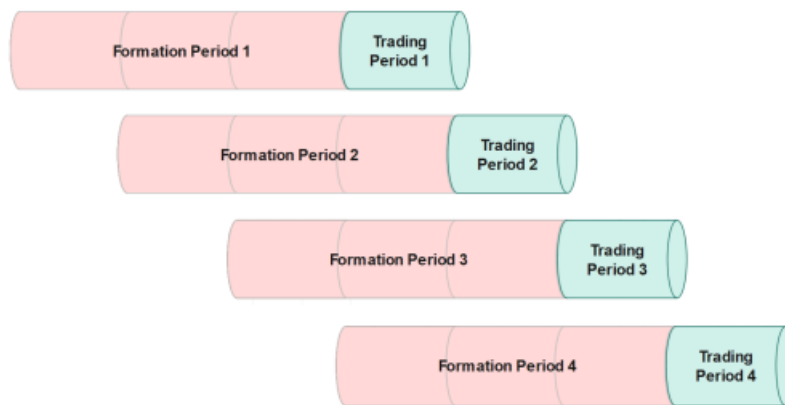 Formation Period 1
Trading
Period 1
Formation Period 2
Trading
Period 2
Formation Period 3
Trading
Period 3
Formation Period 4
Trading
Period 4